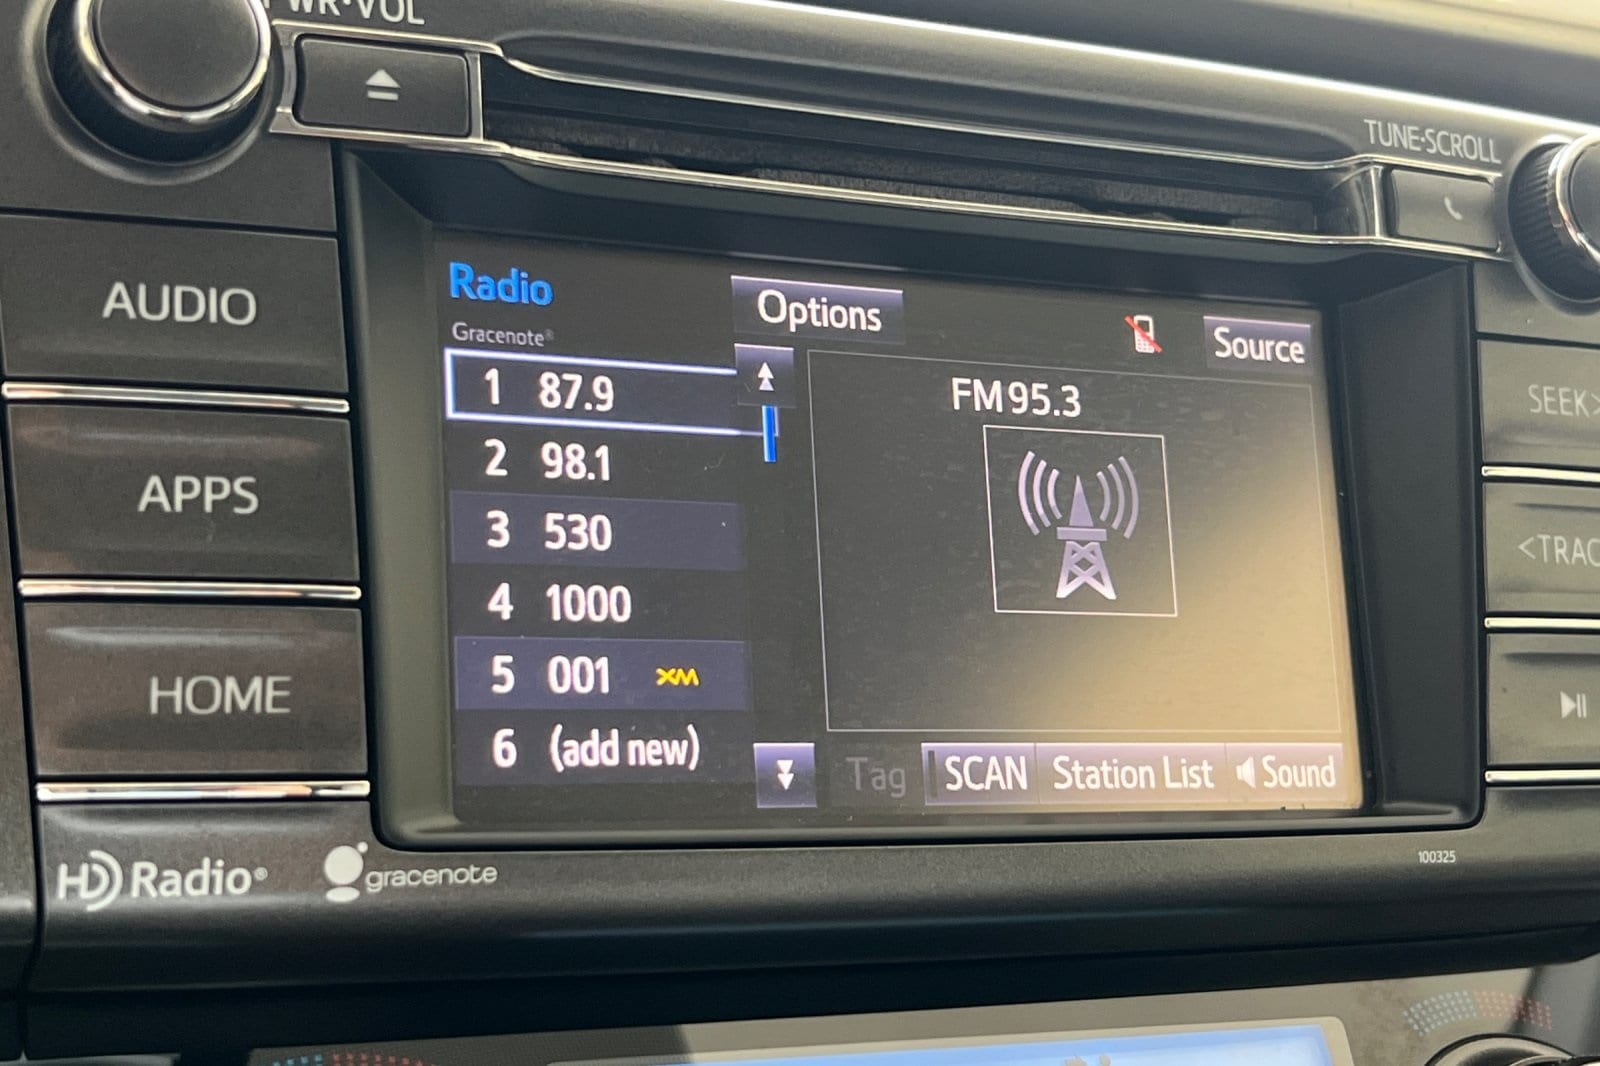 PWR·VOL
TUNE·SCROLL
AUDIO
APPS
HOME
Radio
Gracenote®
Options
Source
1 87.9
2 98.1
3 530
4 1000
5 001 XM
6 (add new)
FM 95.3
Tag
SCAN
Station List
Sound
SEEK>
<TRAC
HD Radio®
gracenote
100325